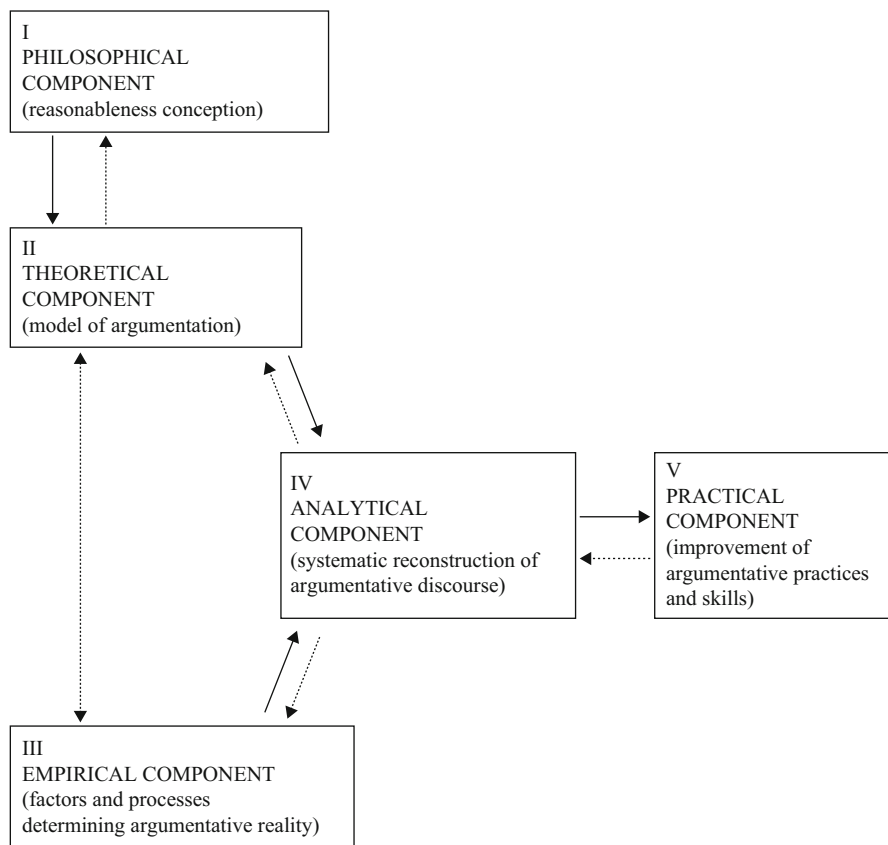 I
PHILOSOPHICAL
COMPONENT
(reasonableness conception)
II
THEORETICAL
COMPONENT
(model of argumentation)
IV
ANALYTICAL
COMPONENT
(systematic reconstruction of
argumentative discourse)
V
PRACTICAL
COMPONENT
(improvement of
argumentative practices
and skills)
III
EMPIRICAL COMPONENT
(factors and processes
determining argumentative reality)